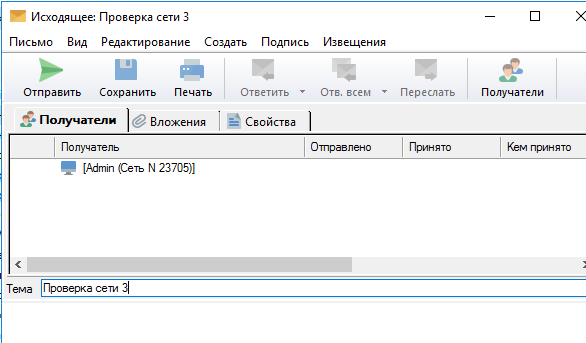 Исходящее: Проверка сети 3
Письмо Вид Редактирование Создать Подпись Извещения
Отправить Сохранить Печать Ответить Отв. всем Переслать Получатели
Получатели Вложения Свойства
Получатель Отправлено Принято Кем принято
[Admin (Сеть N 23705)]
Тема Проверка сети 3